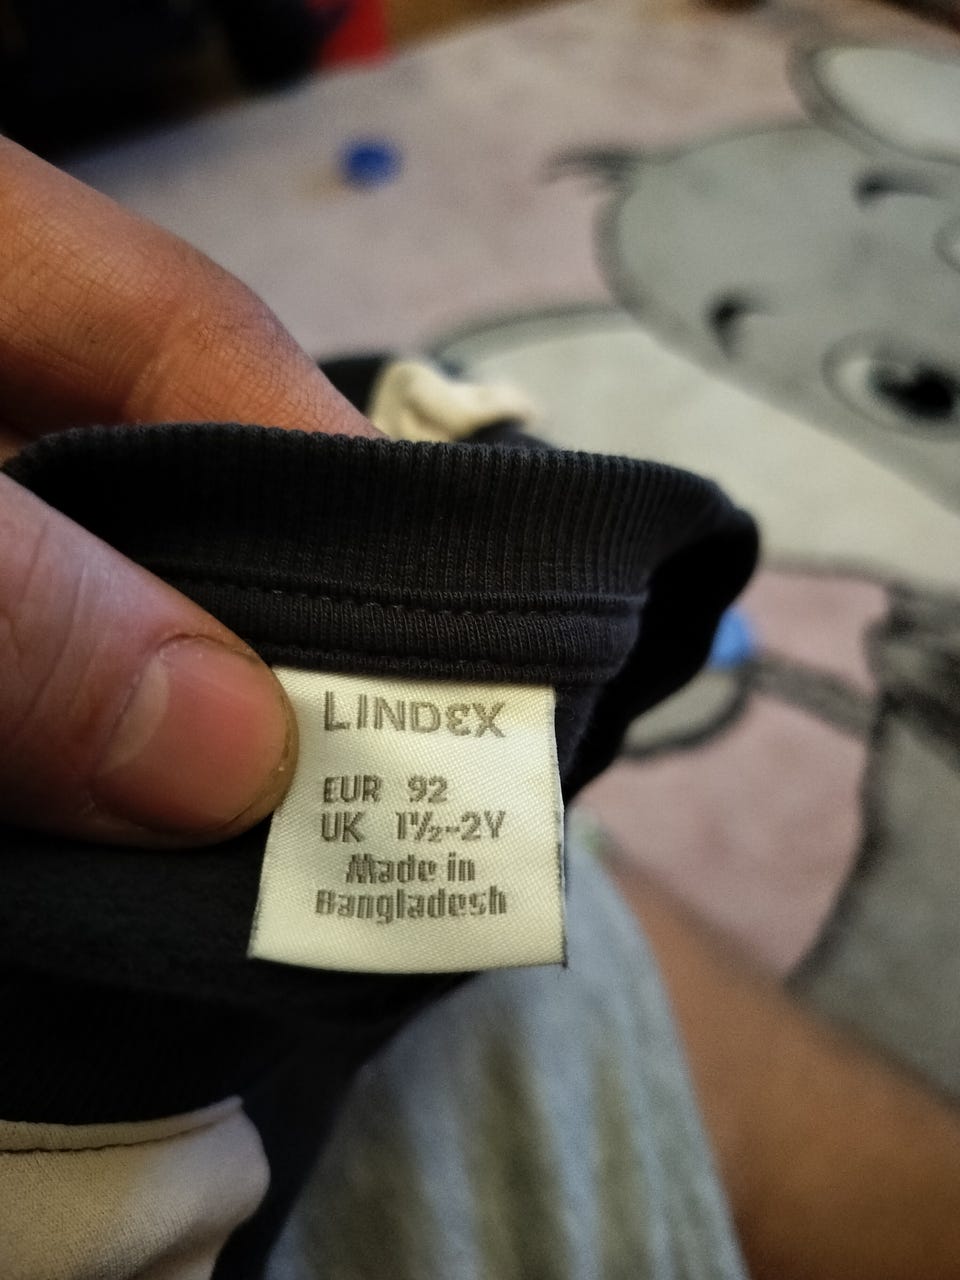 LINDEX
EUR 92
UK 1½-2Y
Made in
Bangladesh